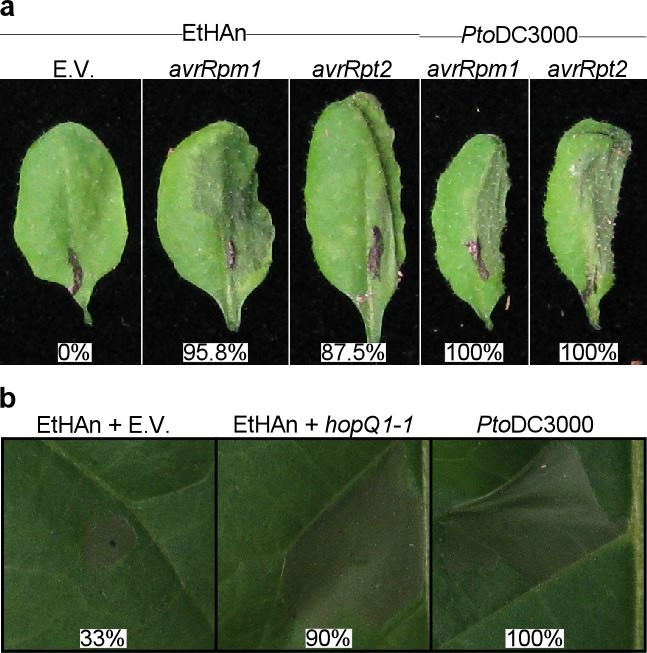 a
EtHAn PtoDC3000
E.V. avrRpm1 avrRpt2 avrRpm1 avrRpt2
0% 95.8% 87.5% 100% 100%
b
EtHAn + E.V. EtHAn + hopQ1-1 PtoDC3000
33% 90% 100%